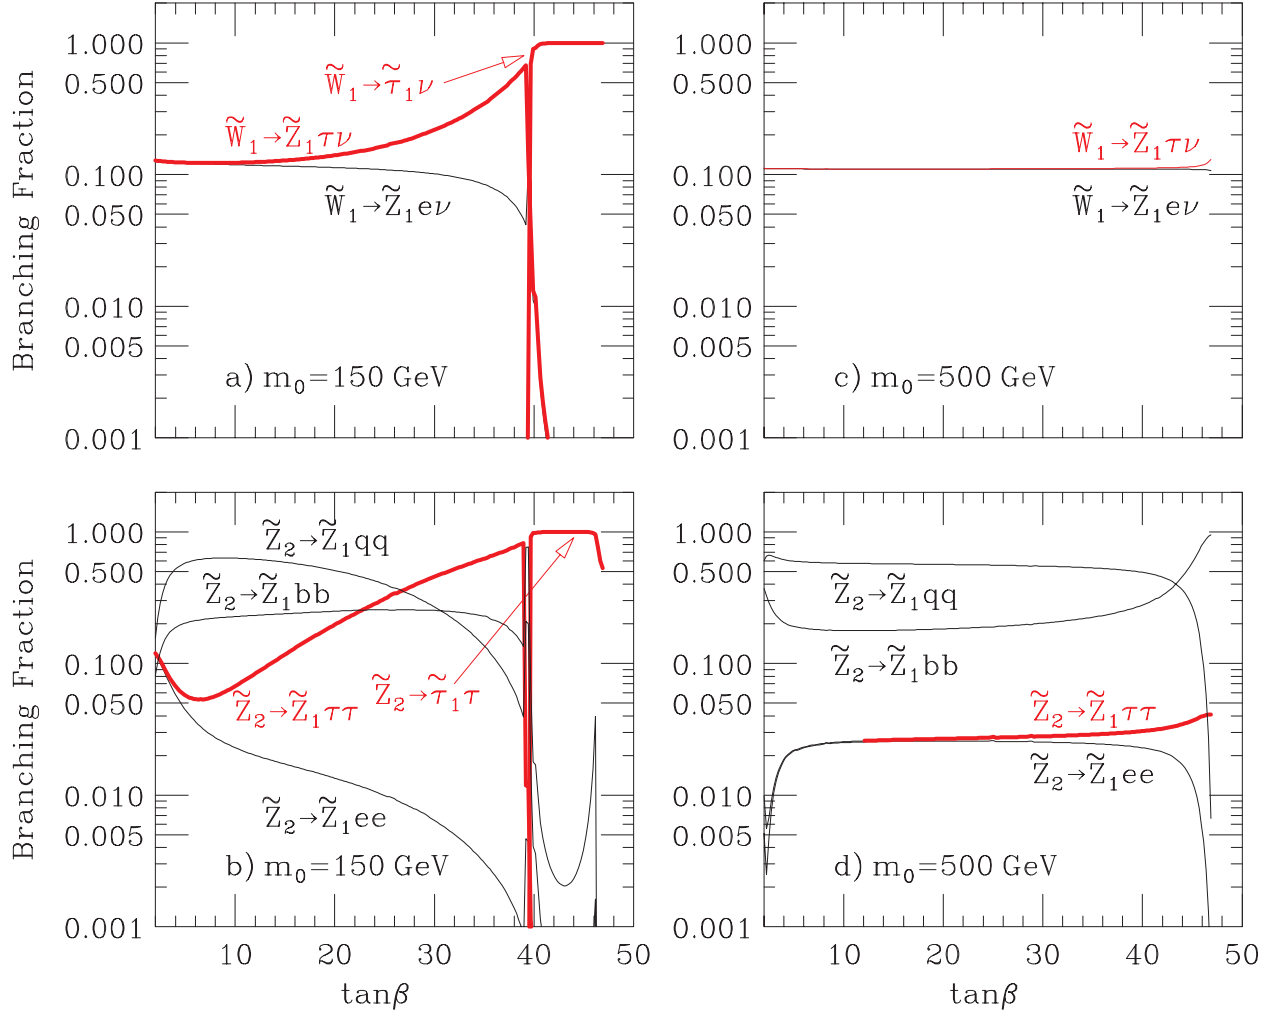 Branching Fraction
1.000
0.500
0.100
0.050
0.010
0.005
0.001
W̃₁→τ̃₁ν
W̃₁→Z̃₁τν
W̃₁→Z̃₁eν
a) m₀=150 GeV
1.000
0.500
0.100
0.050
0.010
0.005
0.001
W̃₁→Z̃₁τν
W̃₁→Z̃₁eν
c) m₀=500 GeV
Branching Fraction
1.000
0.500
0.100
0.050
0.010
0.005
0.001
Z̃₂→Z̃₁qq
Z̃₂→Z̃₁bb
Z̃₂→Z̃₁ττ
Z̃₂→τ̃₁τ
Z̃₂→Z̃₁ee
b) m₀=150 GeV
10 20 30 40 50
tanβ
1.000
0.500
0.100
0.050
0.010
0.005
0.001
Z̃₂→Z̃₁qq
Z̃₂→Z̃₁bb
Z̃₂→Z̃₁ττ
Z̃₂→Z̃₁ee
d) m₀=500 GeV
10 20 30 40 50
tanβ